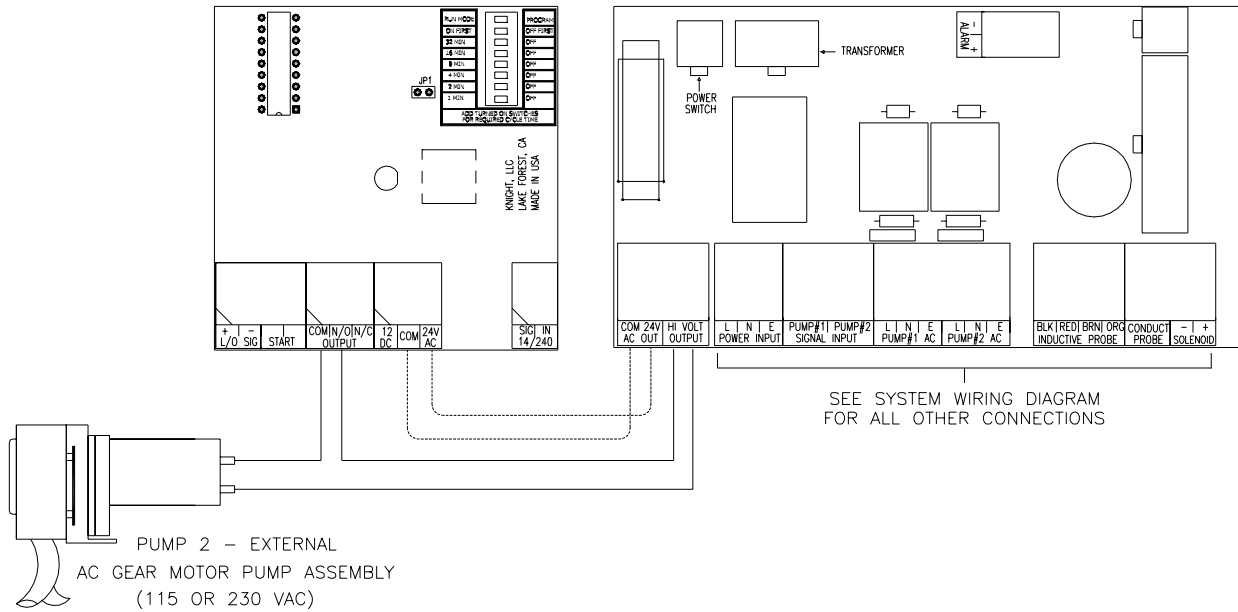 RUN MODE PROGRAM
ON FIRST OFF FIRST
32 MIN OFF
16 MIN OFF
8 MIN OFF
4 MIN OFF
2 MIN OFF
1 MIN OFF
ADD TURNED ON SWITCHES
FOR REQUIRED CYCLE TIME
JP1
KNIGHT, LLC
LAKE FOREST, CA
MADE IN USA
+ - START
L/O SIG
COM N/O N/C
OUTPUT
12 DC COM 24V AC
SIG IN
14/240
POWER
SWITCH
TRANSFORMER
ALARM - +
COM 24V
AC OUT
HI VOLT
OUTPUT
L N E
POWER INPUT
PUMP#1 PUMP#2
SIGNAL INPUT
L N E
PUMP#1 AC
L N E
PUMP#2 AC
BLK RED BRN ORG
INDUCTIVE PROBE
CONDUCT
PROBE
- +
SOLENOID
SEE SYSTEM WIRING DIAGRAM
FOR ALL OTHER CONNECTIONS
PUMP 2 - EXTERNAL
AC GEAR MOTOR PUMP ASSEMBLY
(115 OR 230 VAC)